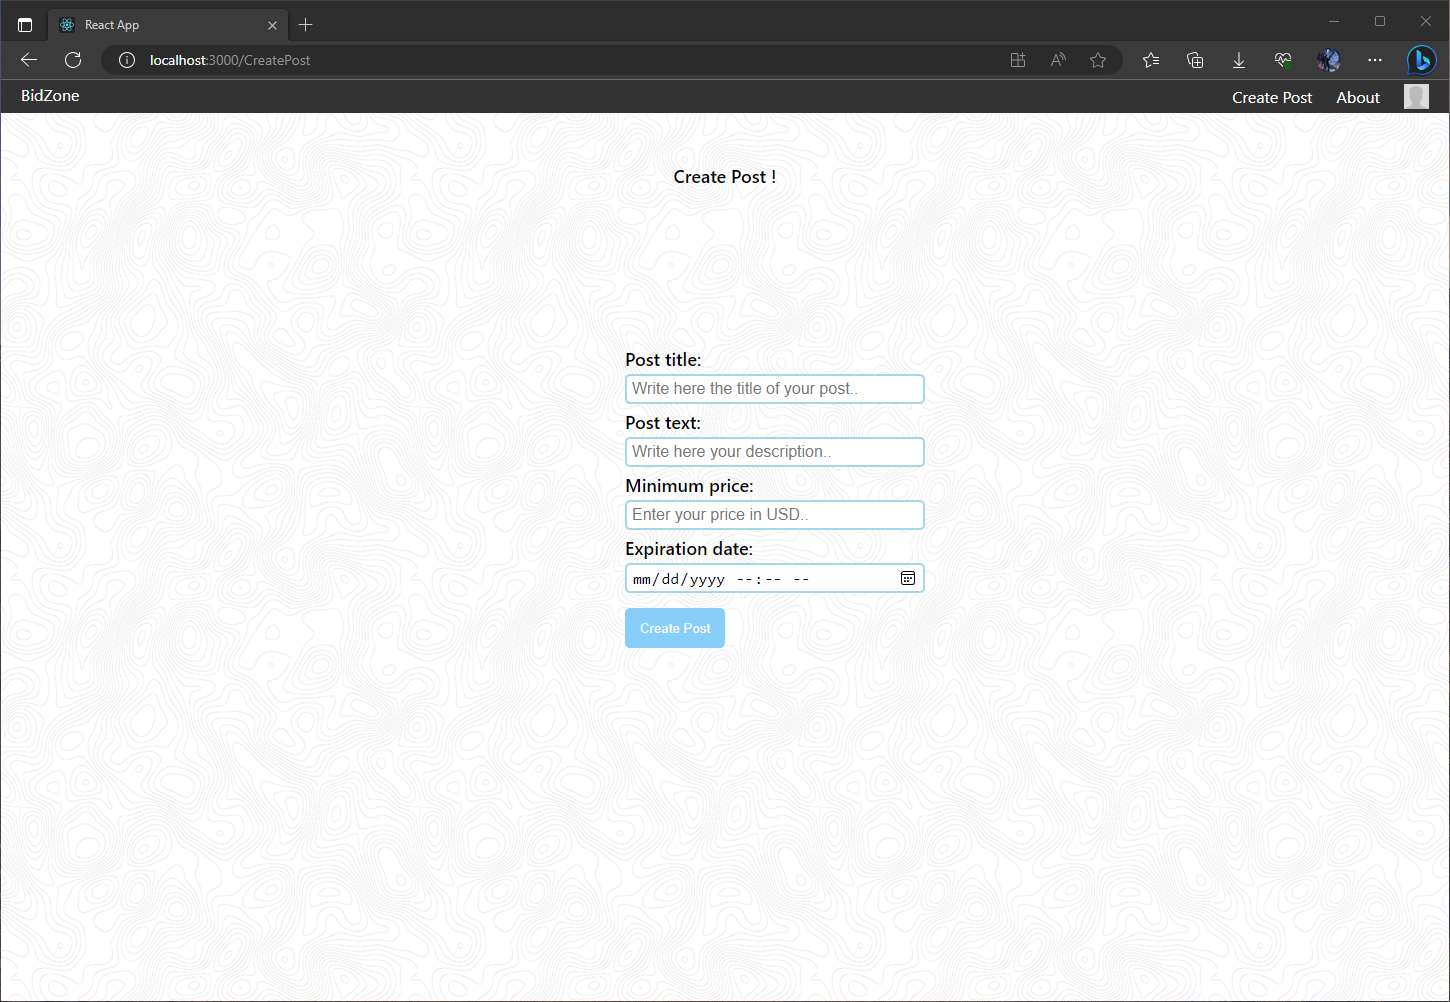 React App
localhost:3000/CreatePost
BidZone
Create Post
About
Create Post !
Post title:
Write here the title of your post..
Post text:
Write here your description..
Minimum price:
Enter your price in USD..
Expiration date:
mm/dd/yyyy --:-- --
Create Post